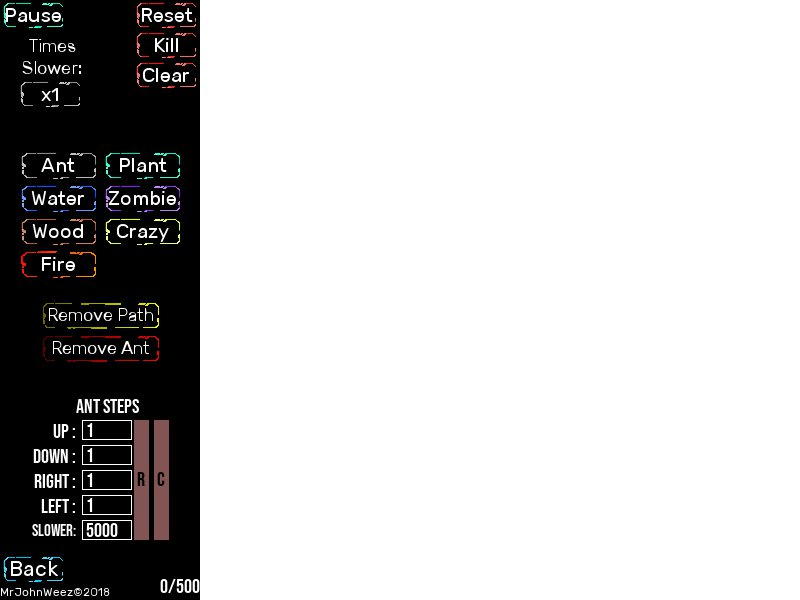 Pause Reset
Times Kill
Slower: Clear
x1
Ant Plant
Water Zombie
Wood Crazy
Fire
Remove Path
Remove Ant
ANT STEPS
UP : 1
DOWN : 1
RIGHT : 1 R C
LEFT : 1
SLOWER: 5000
Back
MrJohnWeez©2018 0/500